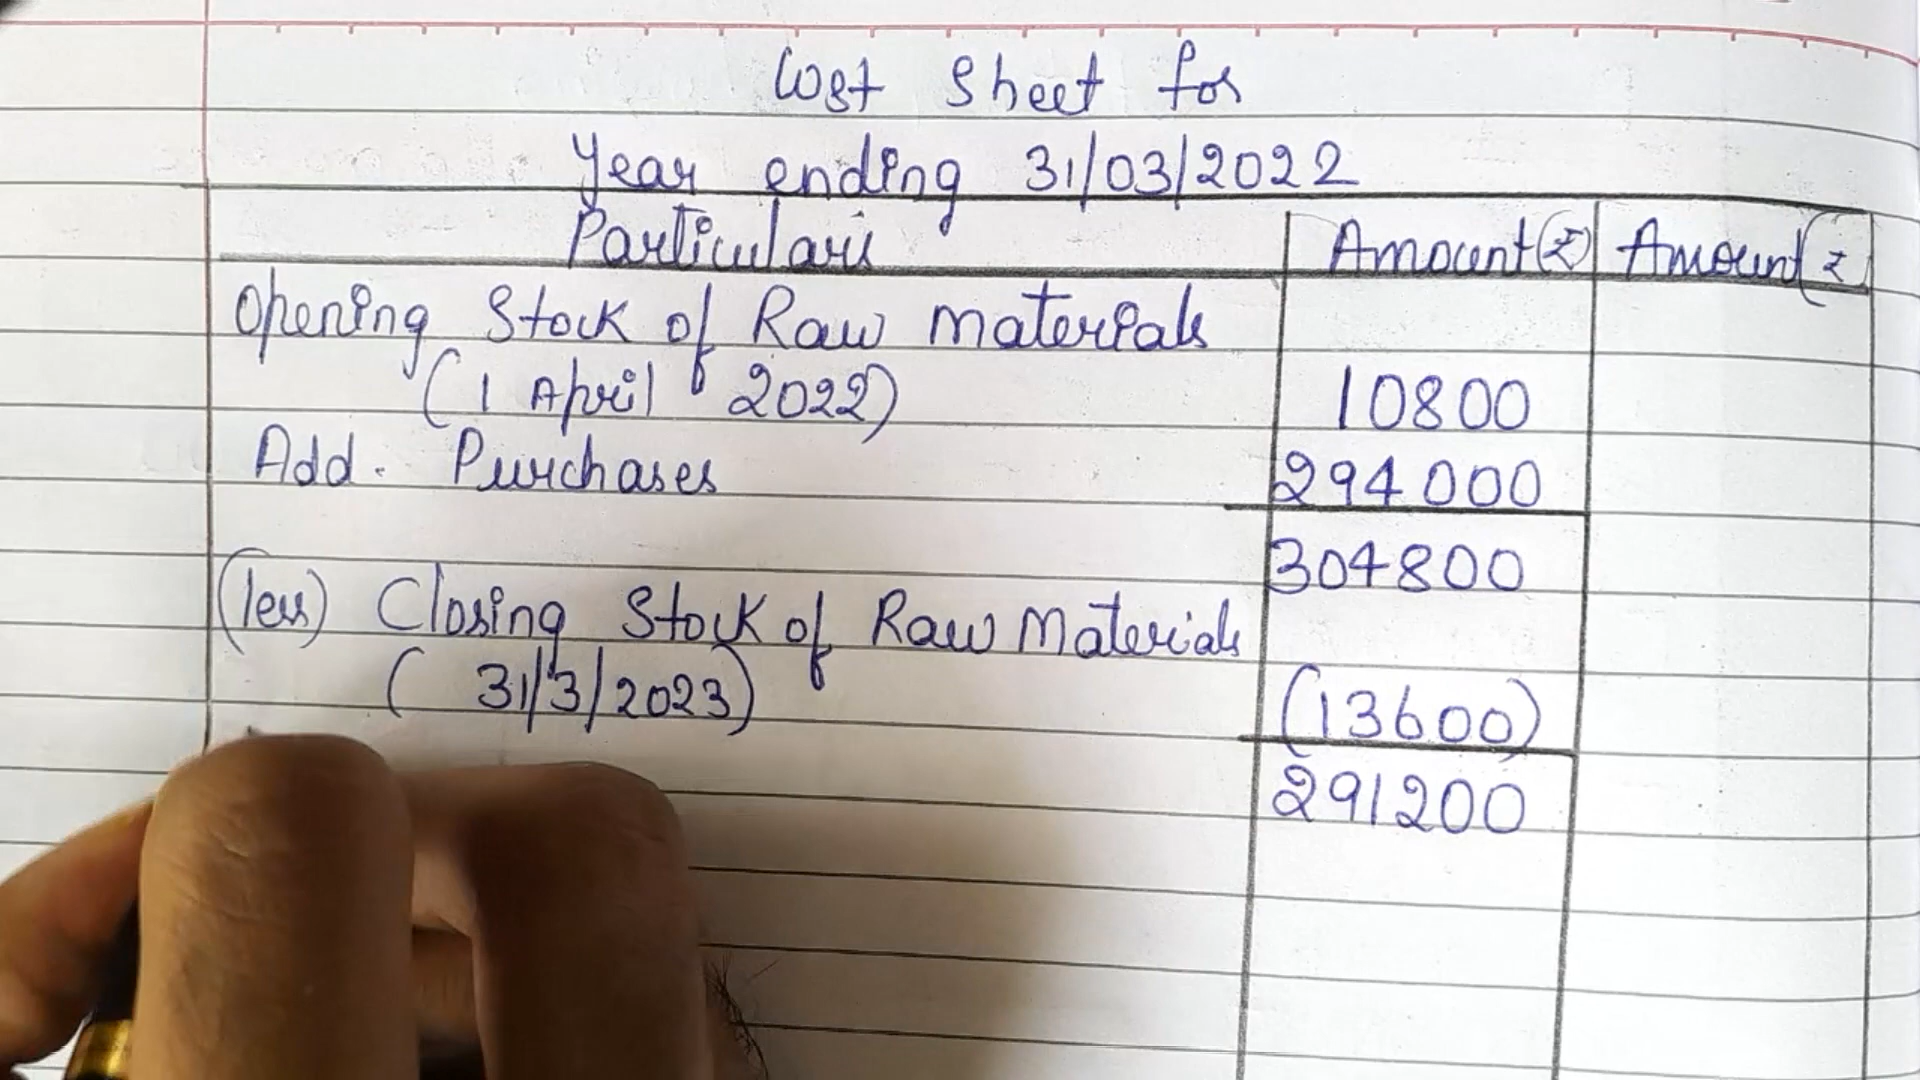 Cost Sheet for
Year ending 31/03/2022
Particulars Amount(₹) Amount(₹
Opening Stock of Raw Materials
(1 April 2022) 10800
Add. Purchases 294000
304800
(less) Closing Stock of Raw Materials
(31/3/2023) (13600)
291200